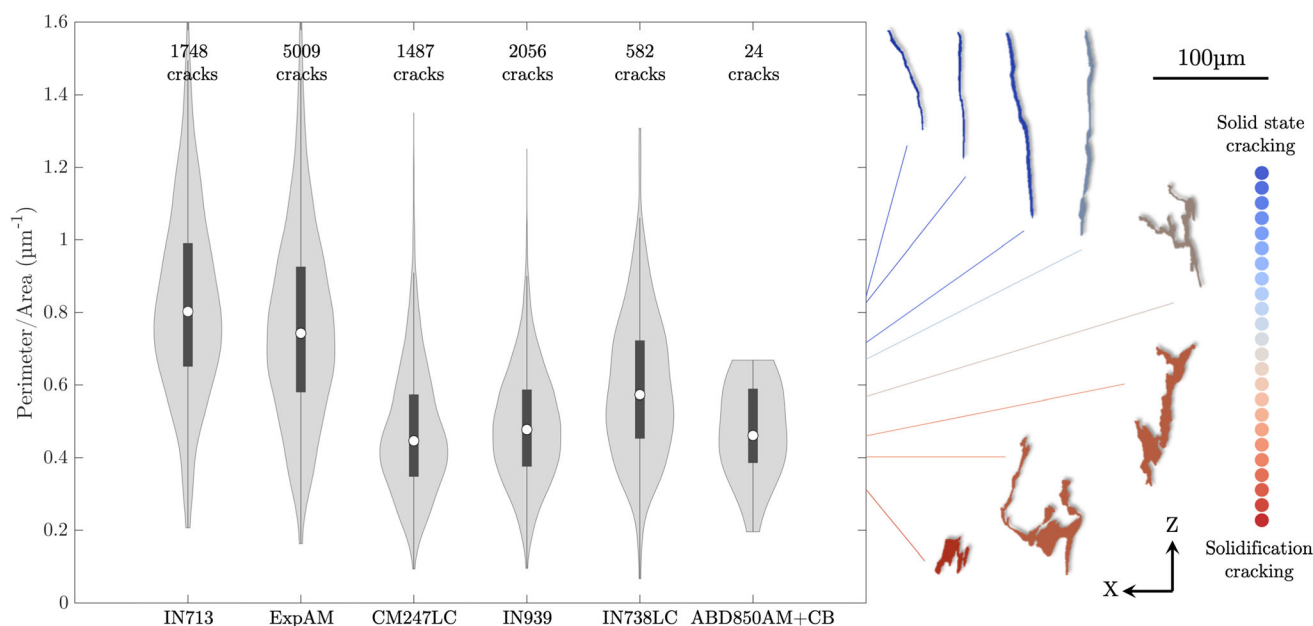 1.6
1.4
1.2
1
0.8
0.6
0.4
0.2
0
Perimeter/Area (µm⁻¹)
1748
cracks
5009
cracks
1487
cracks
2056
cracks
582
cracks
24
cracks
IN713
ExpAM
CM247LC
IN939
IN738LC
ABD850AM+CB
100µm
Solid state
cracking
Solidification
cracking
Z
X